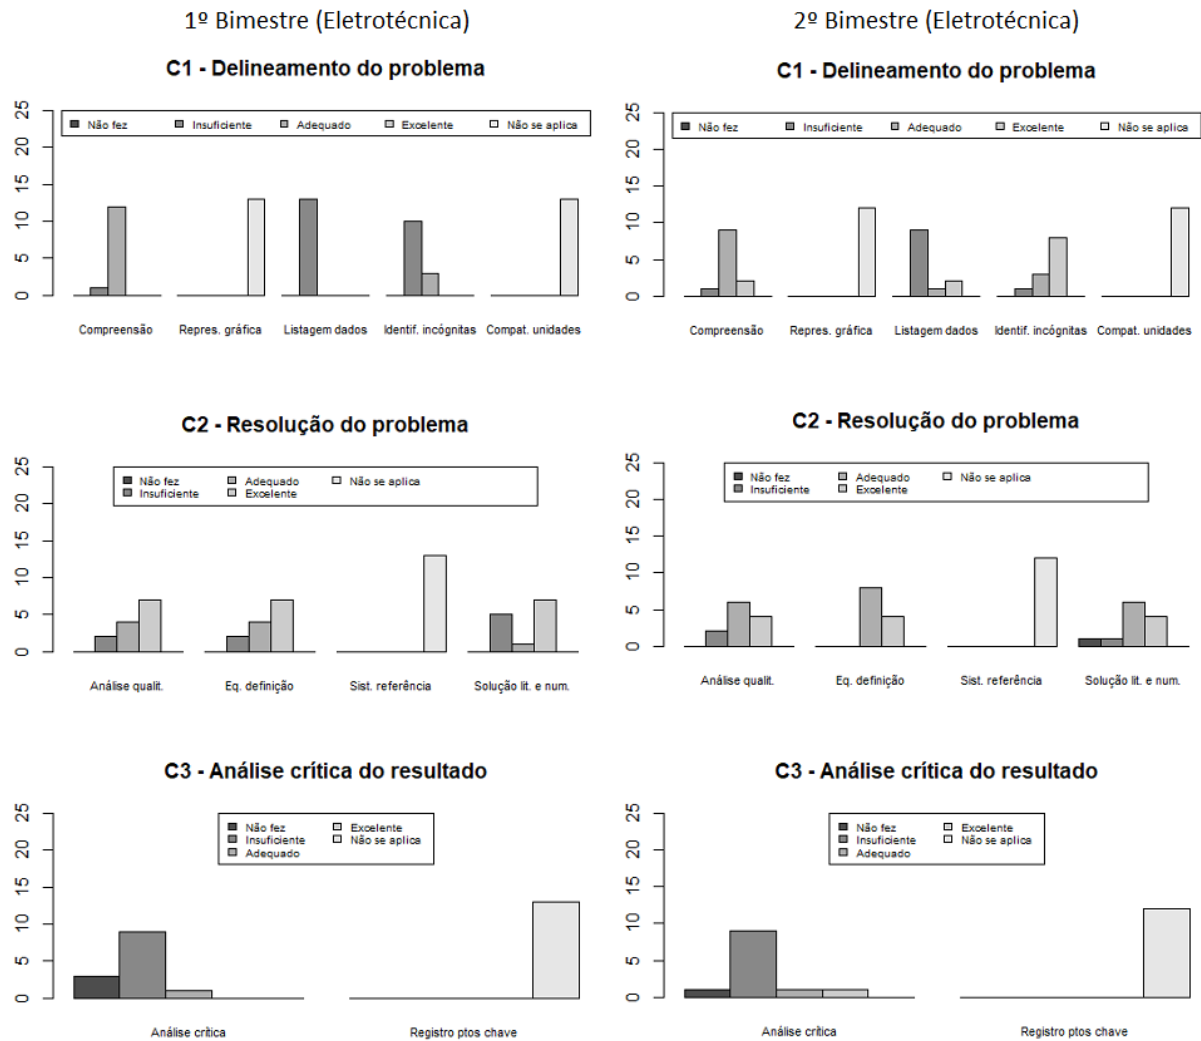 1º Bimestre (Eletrotécnica)
C1 - Delineamento do problema
25
20
15
10
5
0
Não fez Insuficiente Adequado Excelente Não se aplica
Compreensão Repres. gráfica Listagem dados Identif. incógnitas Compat. unidades
C2 - Resolução do problema
25
20
15
10
5
0
Não fez Adequado Não se aplica
Insuficiente Excelente
Análise qualit. Eq. definição Sist. referência Solução lit. e num.
C3 - Análise crítica do resultado
25
20
15
10
5
0
Não fez Excelente
Insuficiente Não se aplica
Adequado
Análise crítica Registro ptos chave
2º Bimestre (Eletrotécnica)
C1 - Delineamento do problema
25
20
15
10
5
0
Não fez Insuficiente Adequado Excelente Não se aplica
Compreensão Repres. gráfica Listagem dados Identif. incógnitas Compat. unidades
C2 - Resolução do problema
25
20
15
10
5
0
Não fez Adequado Não se aplica
Insuficiente Excelente
Análise qualit. Eq. definição Sist. referência Solução lit. e num.
C3 - Análise crítica do resultado
25
20
15
10
5
0
Não fez Excelente
Insuficiente Não se aplica
Adequado
Análise crítica Registro ptos chave